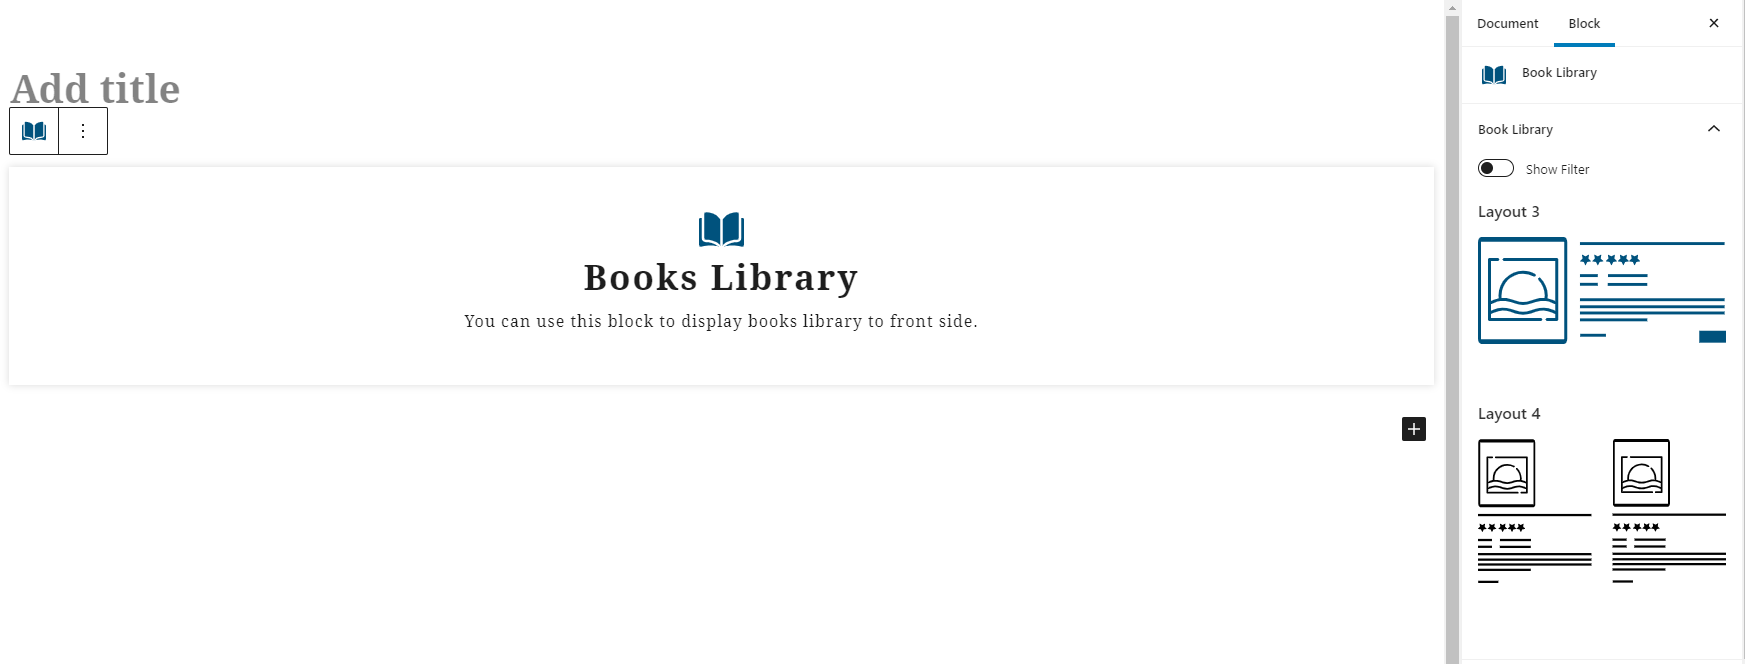 Add title
Books Library
You can use this block to display books library to front side.
Document Block
Book Library
Book Library
Show Filter
Layout 3
Layout 4